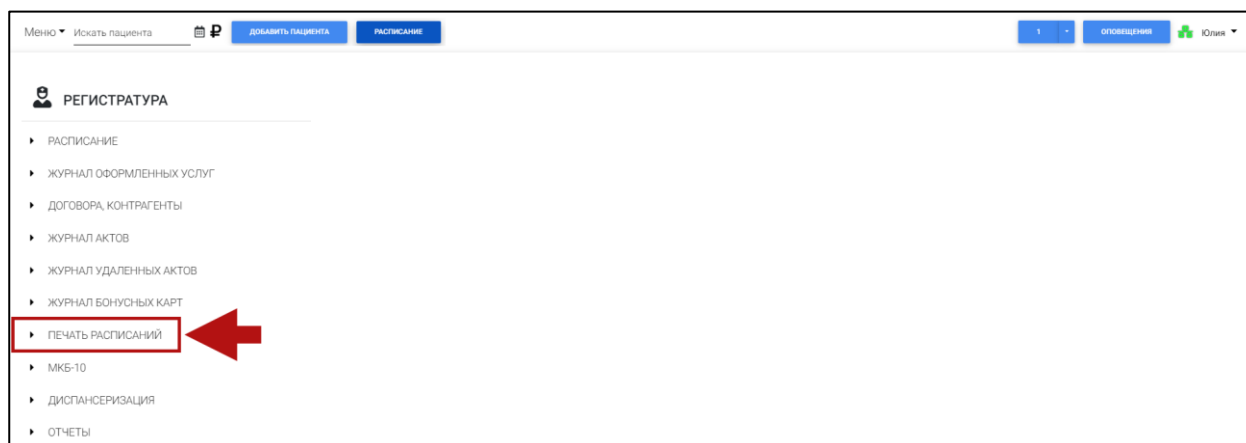 Меню Искать пациента ДОБАВИТЬ ПАЦИЕНТА РАСПИСАНИЕ 1 ОПОВЕЩЕНИЯ Юлия
РЕГИСТРАТУРА
РАСПИСАНИЕ
ЖУРНАЛ ОФОРМЛЕННЫХ УСЛУГ
ДОГОВОРА, КОНТРАГЕНТЫ
ЖУРНАЛ АКТОВ
ЖУРНАЛ УДАЛЕННЫХ АКТОВ
ЖУРНАЛ БОНУСНЫХ КАРТ
ПЕЧАТЬ РАСПИСАНИЙ
МКБ-10
ДИСПАНСЕРИЗАЦИЯ
ОТЧЕТЫ